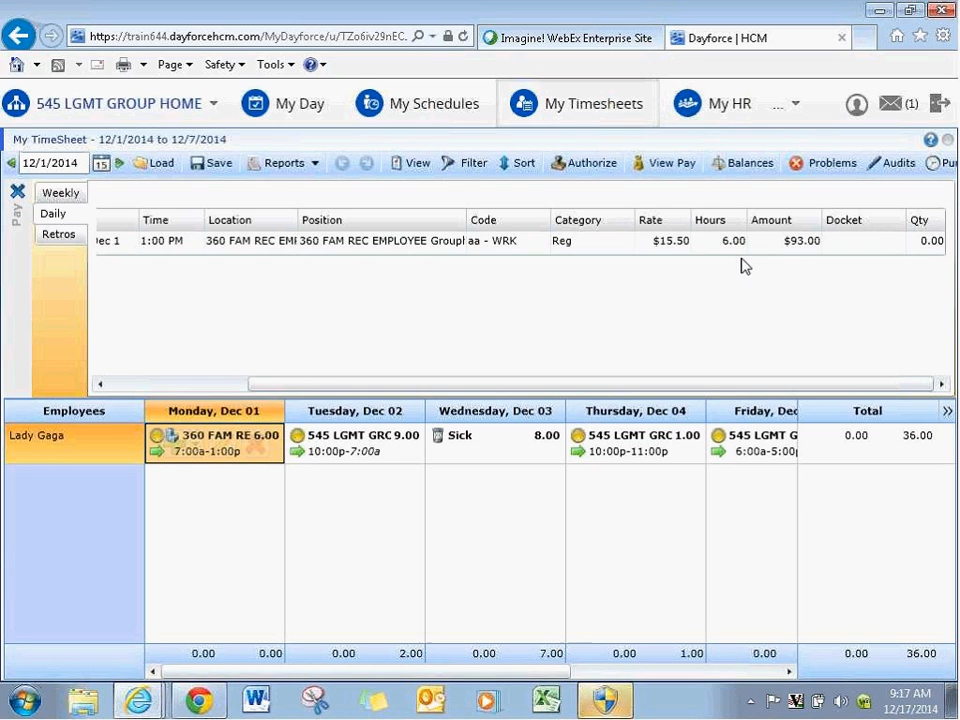 https://train644.dayforcehcm.com/MyDayforce/u/TZo6iv29nEC.
Imagine! WebEx Enterprise Site
Dayforce | HCM
Page Safety Tools
545 LGMT GROUP HOME My Day My Schedules My Timesheets My HR ... (1)
My TimeSheet - 12/1/2014 to 12/7/2014
12/1/2014 15 Load Save Reports View Filter Sort Authorize View Pay Balances Problems Audits Pu
Pay
Weekly
Daily
Retros
Time Location Position Code Category Rate Hours Amount Docket Qty
ec 1 1:00 PM 360 FAM REC EMI 360 FAM REC EMPLOYEE Groupl aa - WRK Reg $15.50 6.00 $93.00 0.00
Employees Monday, Dec 01 Tuesday, Dec 02 Wednesday, Dec 03 Thursday, Dec 04 Friday, Dec Total
Lady Gaga 360 FAM RE 6.00 545 LGMT GRC 9.00 Sick 8.00 545 LGMT GRC 1.00 545 LGMT G 0.00 36.00
7:00a-1:00p 10:00p-7:00a 10:00p-11:00p 6:00a-5:00p
0.00 0.00 0.00 2.00 0.00 7.00 0.00 1.00 0.00 0.00 36.00
9:17 AM
12/17/2014